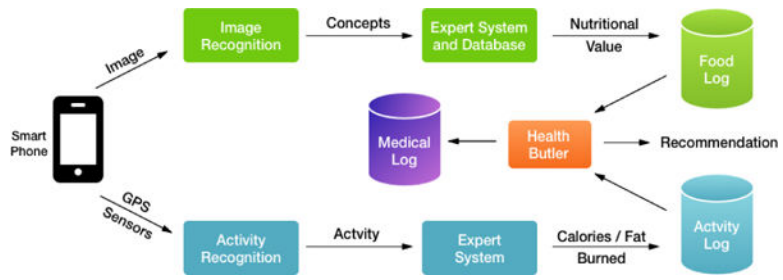 Image
Image
Recognition
Concepts
Expert System
and Database
Nutritional
Value
Food
Log
Smart
Phone
Medical
Log
Health
Butler
Recommendation
GPS
Sensors
Activity
Recognition
Actvity
Expert
System
Calories / Fat
Burned
Actvity
Log